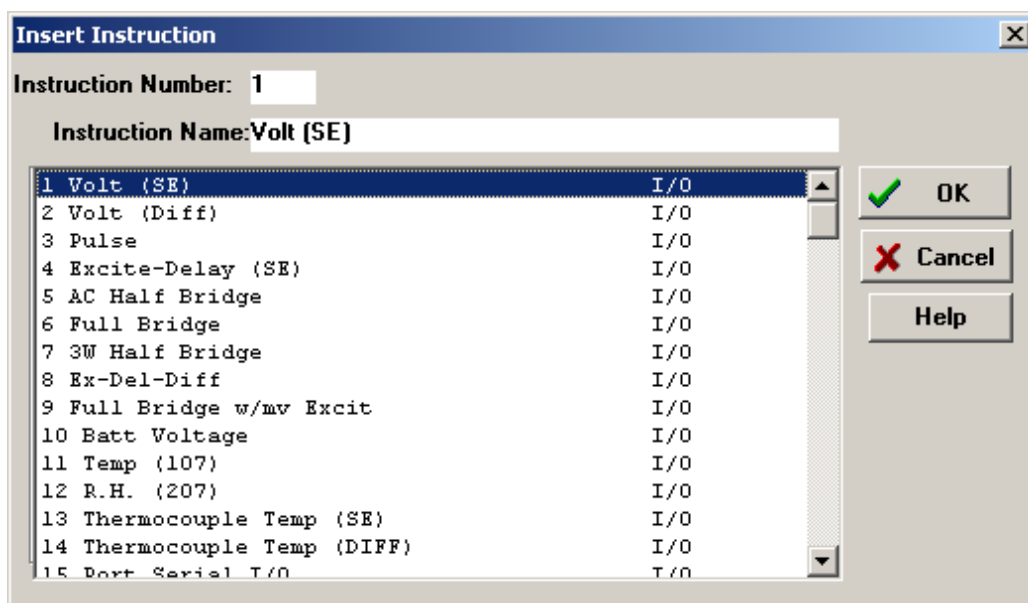 Insert Instruction
Instruction Number: 1
Instruction Name: Volt (SE)
1 Volt (SE) I/O
2 Volt (Diff) I/O
3 Pulse I/O
4 Excite-Delay (SE) I/O
5 AC Half Bridge I/O
6 Full Bridge I/O
7 3W Half Bridge I/O
8 Ex-Del-Diff I/O
9 Full Bridge w/mv Excit I/O
10 Batt Voltage I/O
11 Temp (107) I/O
12 R.H. (207) I/O
13 Thermocouple Temp (SE) I/O
14 Thermocouple Temp (DIFF) I/O
15 Port Serial I/O I/O
OK
Cancel
Help